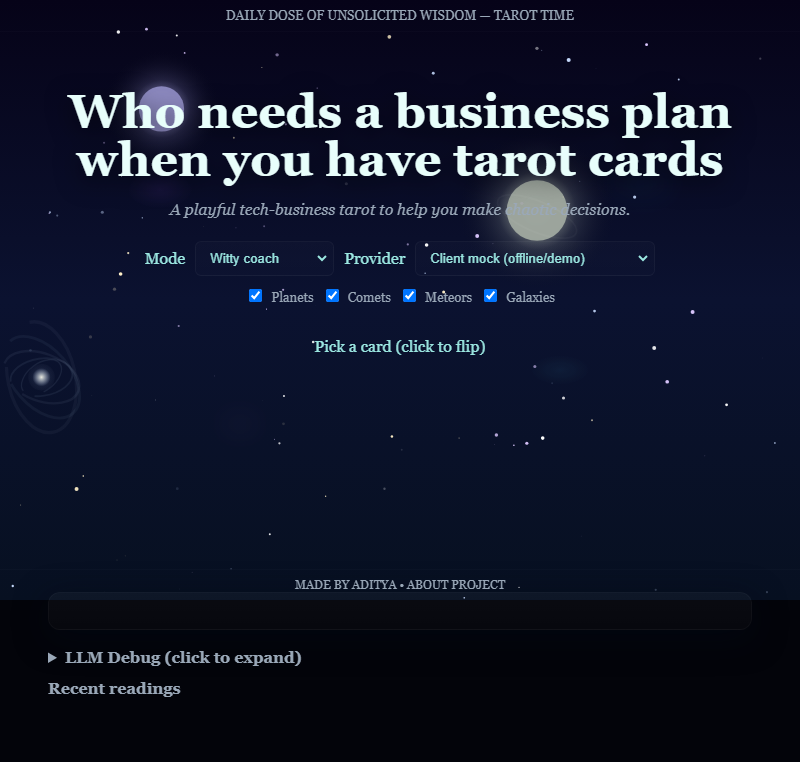 DAILY DOSE OF UNSOLICITED WISDOM — TAROT TIME
Who needs a business plan
when you have tarot cards
A playful tech-business tarot to help you make chaotic decisions.
Mode Witty coach Provider Client mock (offline/demo)
Planets Comets Meteors Galaxies
Pick a card (click to flip)
MADE BY ADITYA • ABOUT PROJECT
LLM Debug (click to expand)
Recent readings